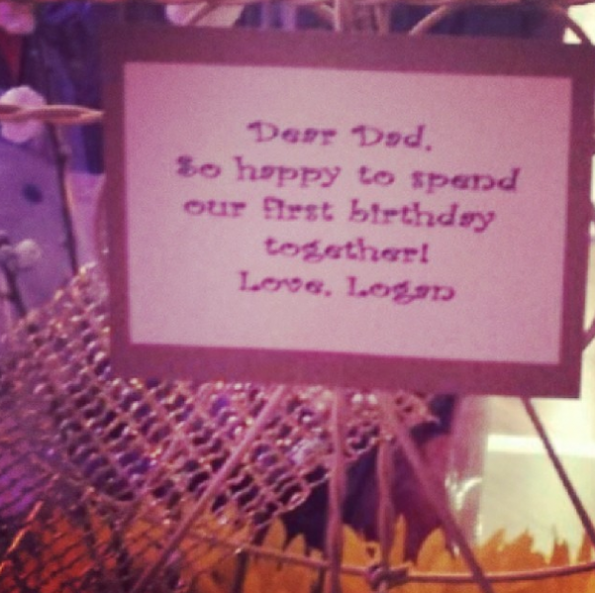 Dear Dad,
So happy to spend
our first birthday
together!
Love, Logan